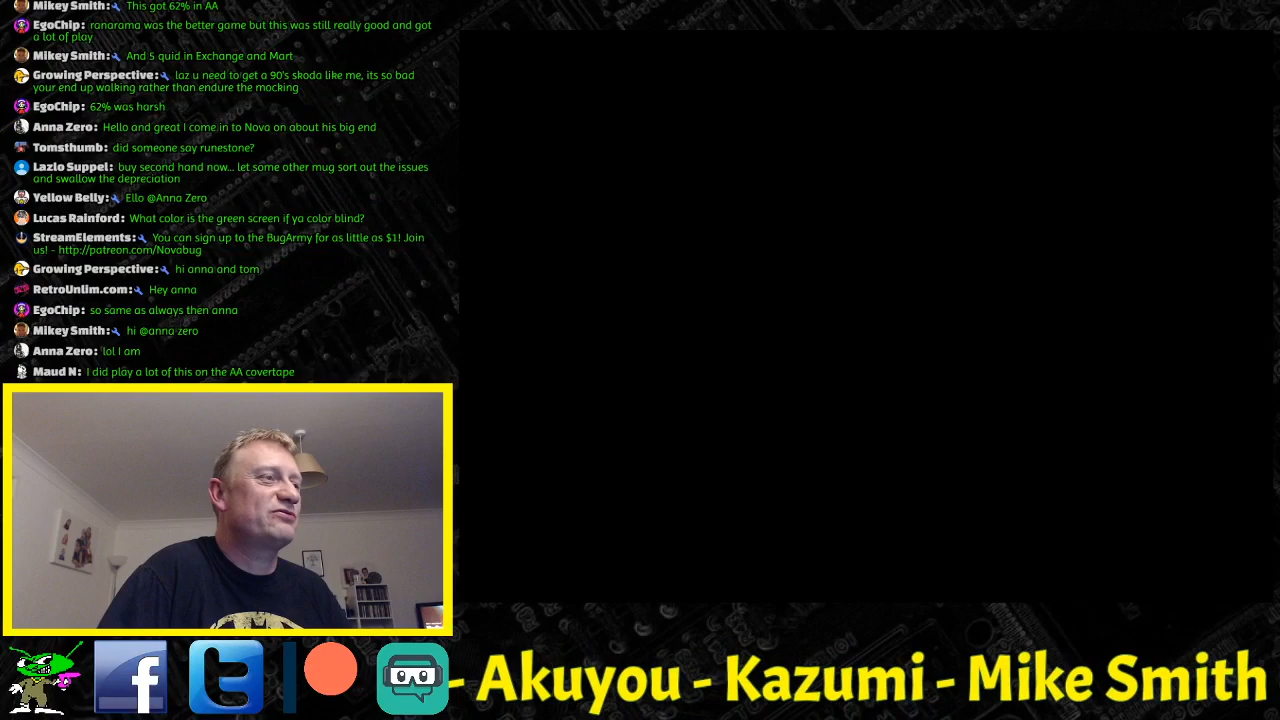 Mikey Smith: This got 62% in AA
EgoChip: ranarama was the better game but this was still really good and got
a lot of play
Mikey Smith: And 5 quid in Exchange and Mart
Growing Perspective: laz u need to get a 90's skoda like me, its so bad
your end up walking rather than endure the mocking
EgoChip: 62% was harsh
Anna Zero: Hello and great I come in to Nova on about his big end
Tomsthumb: did someone say runestone?
Lazlo Suppel: buy second hand now... let some other mug sort out the issues
and swallow the depreciation
Yellow Belly: Ello @Anna Zero
Lucas Rainford: What color is the green screen if ya color blind?
StreamElements: You can sign up to the BugArmy for as little as $1! Join
us! - http://patreon.com/Novabug
Growing Perspective: hi anna and tom
RetroUnlim.com: Hey anna
EgoChip: so same as always then anna
Mikey Smith: hi @anna zero
Anna Zero: lol I am
Maud N: I did play a lot of this on the AA covertape
- Akuyou - Kazumi - Mike Smith